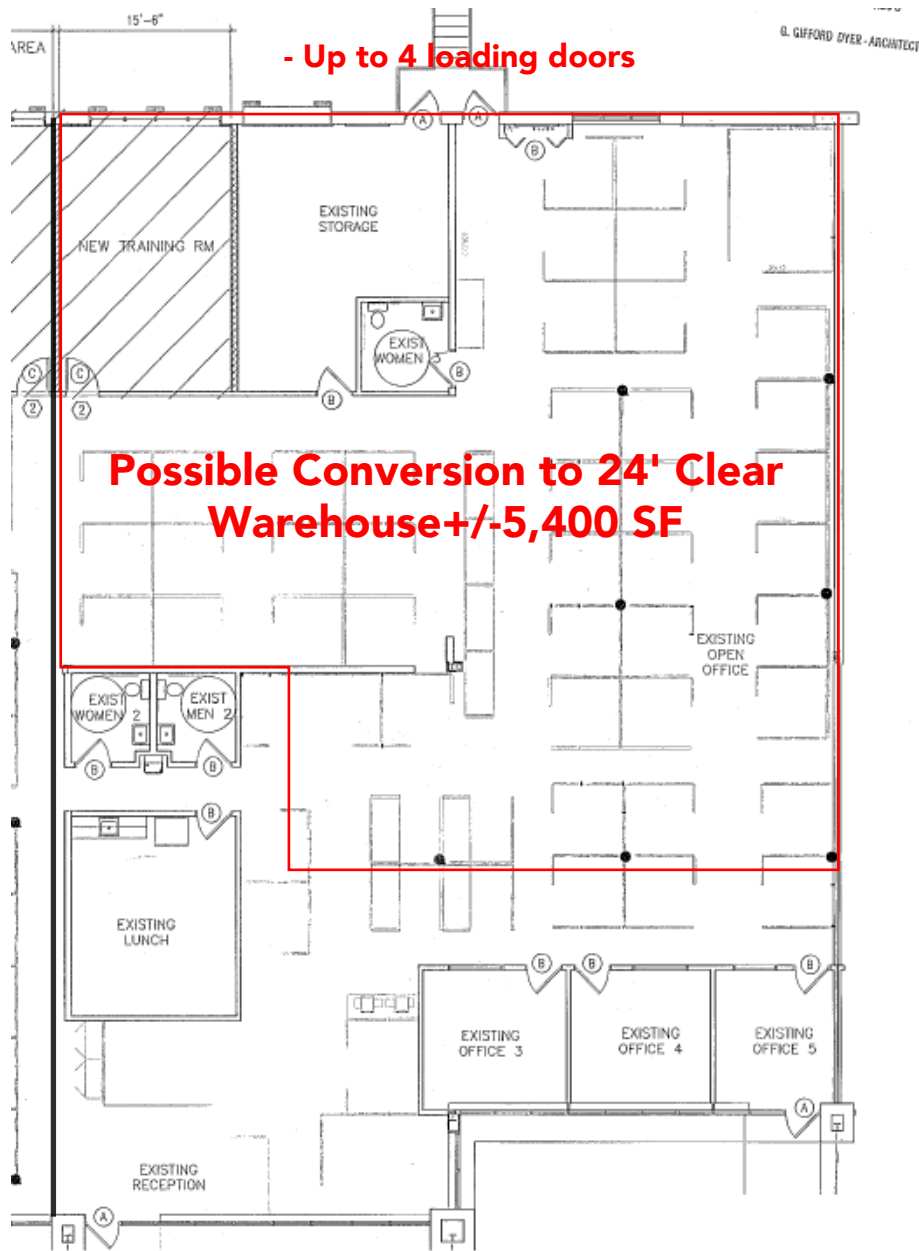 15'-6"
AREA
G. GIFFORD DYER-ARCHITECT
- Up to 4 loading doors
A
A
B
EXISTING
STORAGE
NEW TRAINING RM
EXIST
WOMEN 3
B
C
C
2
2
B
Possible Conversion to 24' Clear
Warehouse+/-5,400 SF
EXISTING
OPEN
OFFICE
EXIST
WOMEN 2
EXIST
MEN 2
B
B
B
EXISTING
LUNCH
B
B
B
EXISTING
OFFICE 3
EXISTING
OFFICE 4
EXISTING
OFFICE 5
A
EXISTING
RECEPTION
A